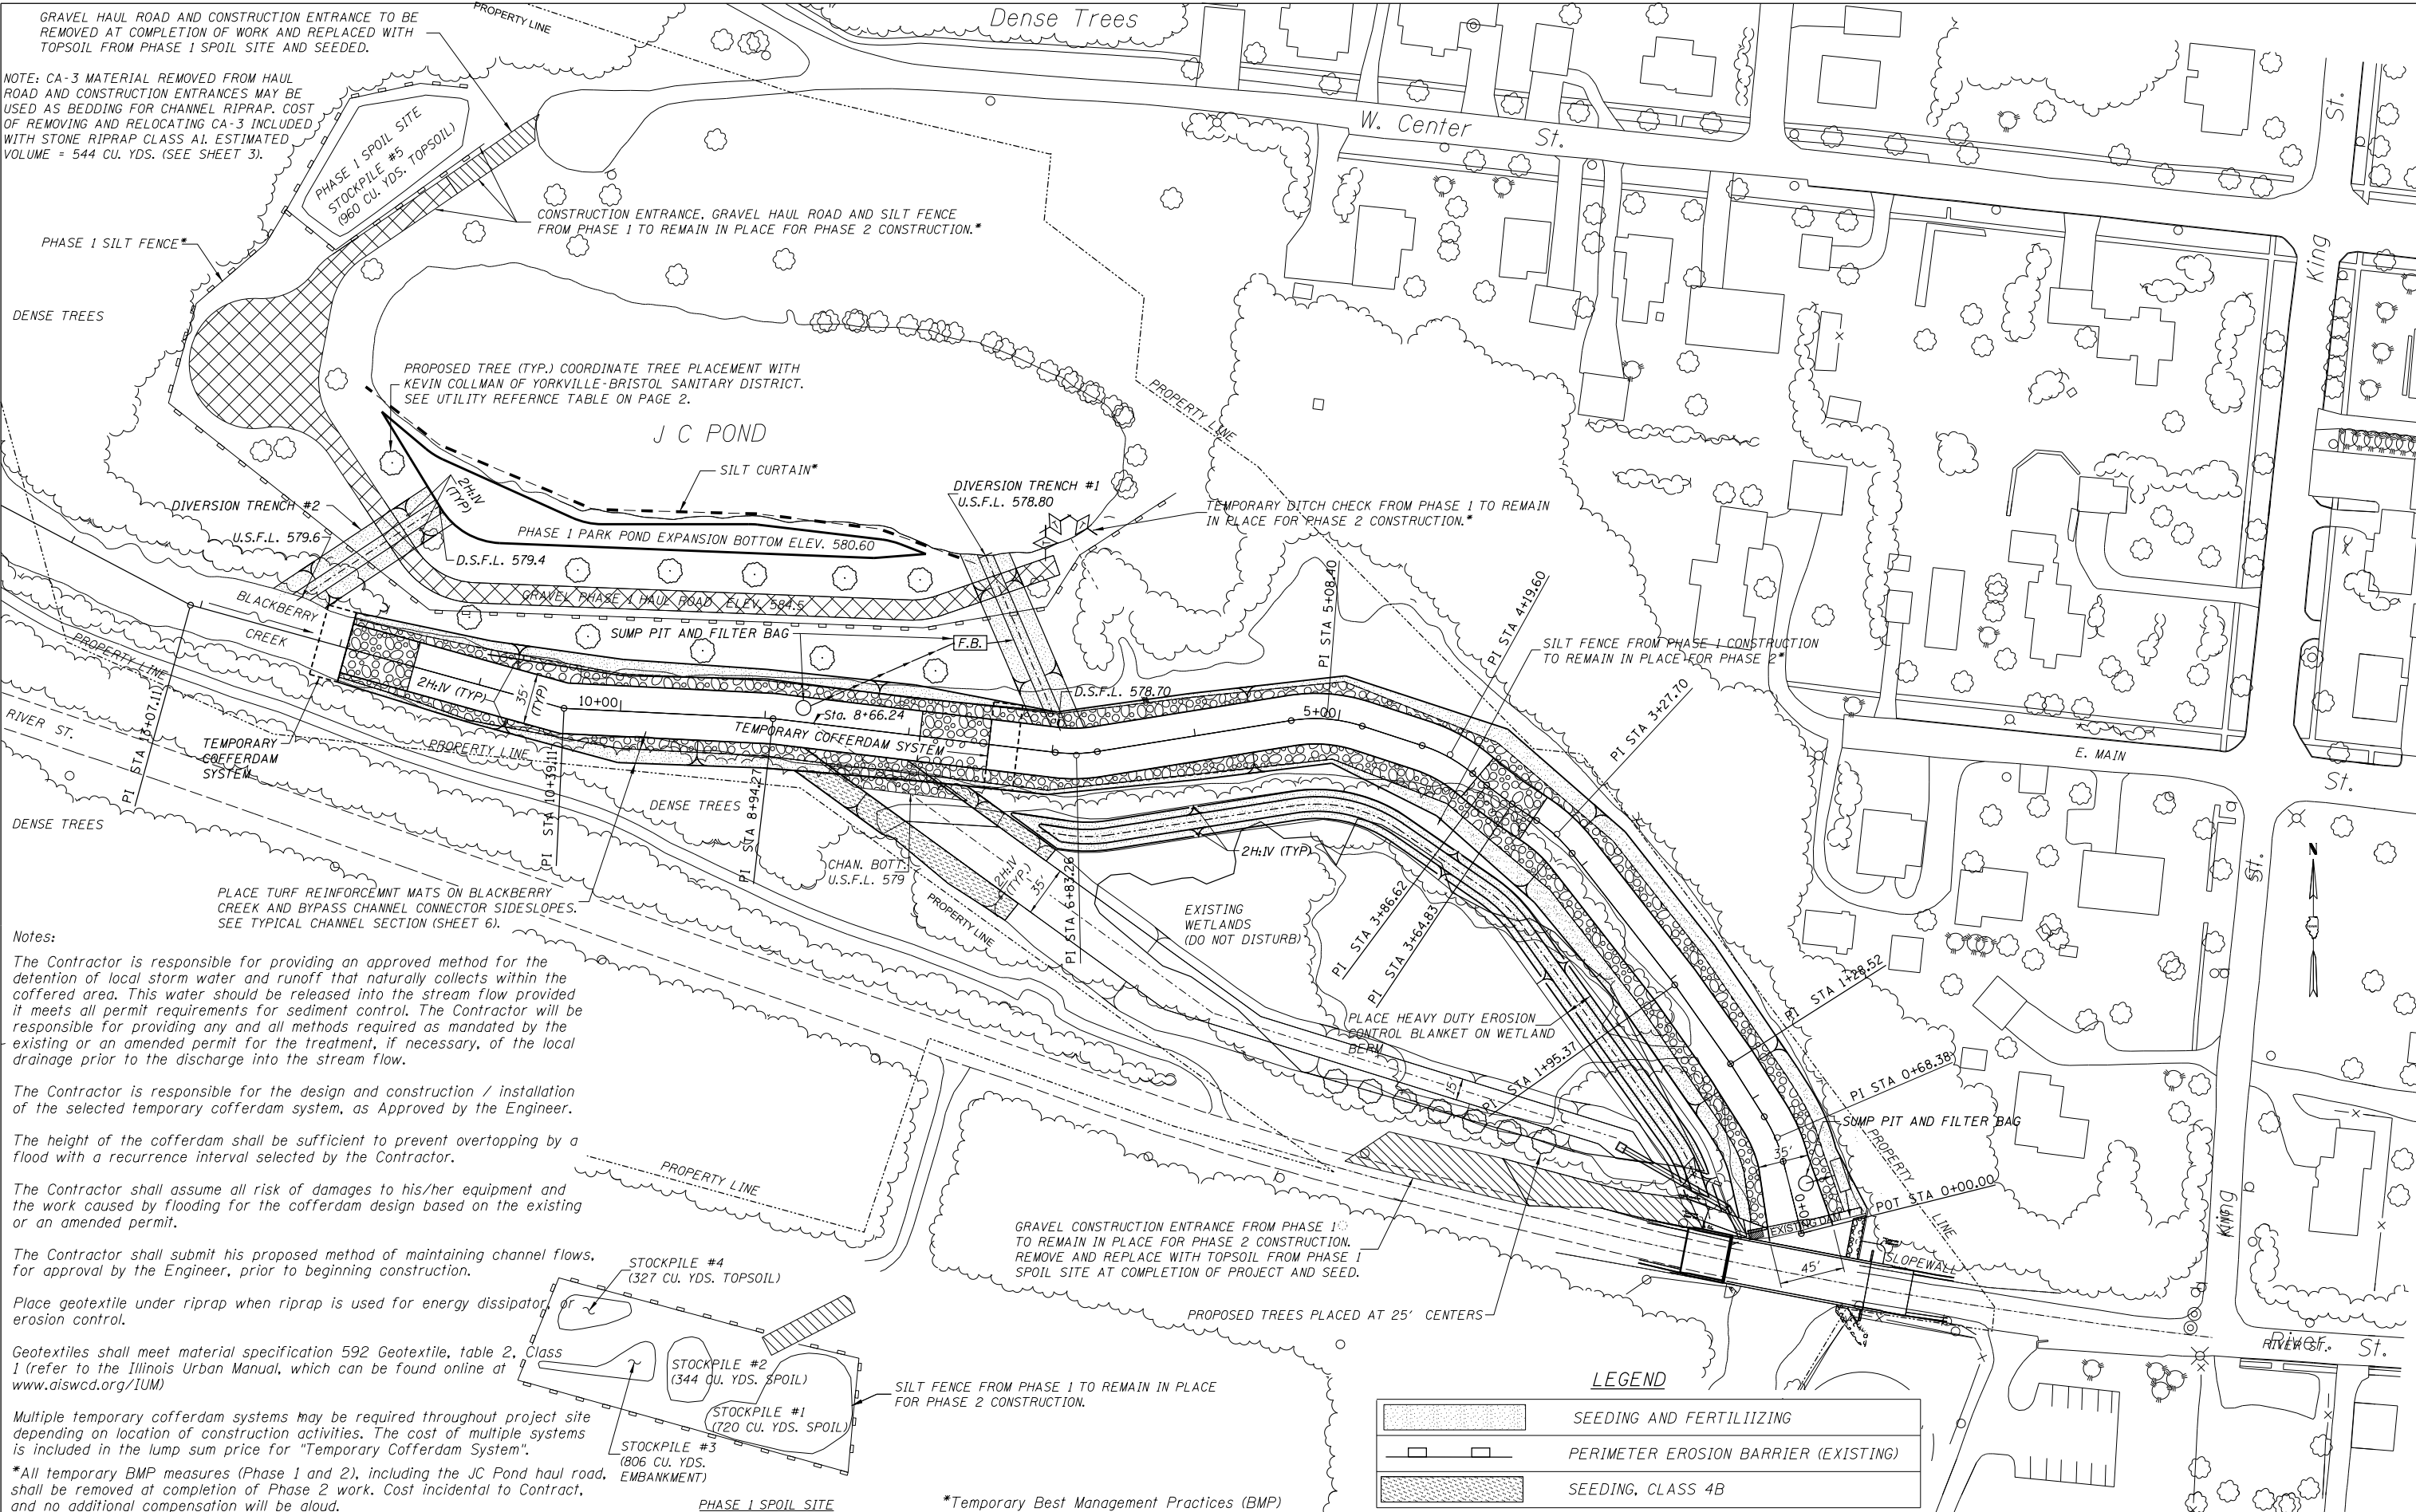 GRAVEL HAUL ROAD AND CONSTRUCTION ENTRANCE TO BE
REMOVED AT COMPLETION OF WORK AND REPLACED WITH
TOPSOIL FROM PHASE 1 SPOIL SITE AND SEEDED.
NOTE: CA-3 MATERIAL REMOVED FROM HAUL
ROAD AND CONSTRUCTION ENTRANCES MAY BE
USED AS BEDDING FOR CHANNEL RIPRAP. COST
OF REMOVING AND RELOCATING CA-3 INCLUDED
WITH STONE RIPRAP CLASS A1. ESTIMATED
VOLUME = 544 CU. YDS. (SEE SHEET 3).
PROPERTY LINE
Dense Trees
W. Center St.
King St.
PHASE 1 SPOIL SITE
STOCKPILE #5
(960 CU. YDS. TOPSOIL)
CONSTRUCTION ENTRANCE, GRAVEL HAUL ROAD AND SILT FENCE
FROM PHASE 1 TO REMAIN IN PLACE FOR PHASE 2 CONSTRUCTION.*
PHASE 1 SILT FENCE*
DENSE TREES
PROPOSED TREE (TYP.) COORDINATE TREE PLACEMENT WITH
KEVIN COLLMAN OF YORKVILLE-BRISTOL SANITARY DISTRICT.
SEE UTILITY REFERNCE TABLE ON PAGE 2.
J C POND
SILT CURTAIN*
PROPERTY LINE
2H:1V
(TYP)
DIVERSION TRENCH #2
U.S.F.L. 579.6
D.S.F.L. 579.4
PHASE 1 PARK POND EXPANSION BOTTOM ELEV. 580.60
DIVERSION TRENCH #1
U.S.F.L. 578.80
TEMPORARY DITCH CHECK FROM PHASE 1 TO REMAIN
IN PLACE FOR PHASE 2 CONSTRUCTION.*
GRAVEL PHASE 1 HAUL ROAD ELEV. 584.5
BLACKBERRY
CREEK
SUMP PIT AND FILTER BAG
F.B.
D.S.F.L. 578.70
PI STA 5+08.40
PI STA 4+19.60
SILT FENCE FROM PHASE 1 CONSTRUCTION
TO REMAIN IN PLACE FOR PHASE 2*
PI STA 3+27.70
PROPERTY LINE
2H:1V (TYP)
35'
(TYP)
10+00
Sta. 8+66.24
5+00
TEMPORARY COFFERDAM SYSTEM
RIVER ST.
PI STA 13+07.11
TEMPORARY
COFFERDAM
SYSTEM
PROPERTY LINE
PI STA 10+39.11
PI STA 8+94.27
DENSE TREES
DENSE TREES
CHAN. BOTT.
U.S.F.L. 579
2H:1V
(TYP.)
35'
PROPERTY LINE
PI STA 6+83.26
2H:1V (TYP)
EXISTING
WETLANDS
(DO NOT DISTURB)
PI STA 3+86.62
PI STA 3+64.83
E. MAIN St.
N
PLACE TURF REINFORCEMNT MATS ON BLACKBERRY
CREEK AND BYPASS CHANNEL CONNECTOR SIDESLOPES.
SEE TYPICAL CHANNEL SECTION (SHEET 6).
PLACE HEAVY DUTY EROSION
CONTROL BLANKET ON WETLAND
BERM
PI STA 1+95.37
15'
PI STA 1+28.52
PI STA 0+68.38
SUMP PIT AND FILTER BAG
35'
PROPERTY LINE
POT STA 0+00.00
EXISTING DAM
SLOPEWALL
45'
St.
King
River St.
RIVER ST.
Notes:
The Contractor is responsible for providing an approved method for the
detention of local storm water and runoff that naturally collects within the
coffered area. This water should be released into the stream flow provided
it meets all permit requirements for sediment control. The Contractor will be
responsible for providing any and all methods required as mandated by the
existing or an amended permit for the treatment, if necessary, of the local
drainage prior to the discharge into the stream flow.
The Contractor is responsible for the design and construction / installation
of the selected temporary cofferdam system, as Approved by the Engineer.
The height of the cofferdam shall be sufficient to prevent overtopping by a
flood with a recurrence interval selected by the Contractor.
The Contractor shall assume all risk of damages to his/her equipment and
the work caused by flooding for the cofferdam design based on the existing
or an amended permit.
The Contractor shall submit his proposed method of maintaining channel flows,
for approval by the Engineer, prior to beginning construction.
Place geotextile under riprap when riprap is used for energy dissipator, or
erosion control.
Geotextiles shall meet material specification 592 Geotextile, table 2, Class
1 (refer to the Illinois Urban Manual, which can be found online at
www.aiswcd.org/IUM)
Multiple temporary cofferdam systems may be required throughout project site
depending on location of construction activities. The cost of multiple systems
is included in the lump sum price for "Temporary Cofferdam System".
*All temporary BMP measures (Phase 1 and 2), including the JC Pond haul road,
shall be removed at completion of Phase 2 work. Cost incidental to Contract,
and no additional compensation will be aloud.
PROPERTY LINE
STOCKPILE #4
(327 CU. YDS. TOPSOIL)
STOCKPILE #2
(344 CU. YDS. SPOIL)
STOCKPILE #1
(720 CU. YDS. SPOIL)
STOCKPILE #3
(806 CU. YDS.
EMBANKMENT)
PHASE 1 SPOIL SITE
SILT FENCE FROM PHASE 1 TO REMAIN IN PLACE
FOR PHASE 2 CONSTRUCTION.
GRAVEL CONSTRUCTION ENTRANCE FROM PHASE 1
TO REMAIN IN PLACE FOR PHASE 2 CONSTRUCTION.
REMOVE AND REPLACE WITH TOPSOIL FROM PHASE 1
SPOIL SITE AT COMPLETION OF PROJECT AND SEED.
PROPOSED TREES PLACED AT 25' CENTERS
*Temporary Best Management Practices (BMP)
LEGEND
SEEDING AND FERTILIIZING
PERIMETER EROSION BARRIER (EXISTING)
SEEDING, CLASS 4B